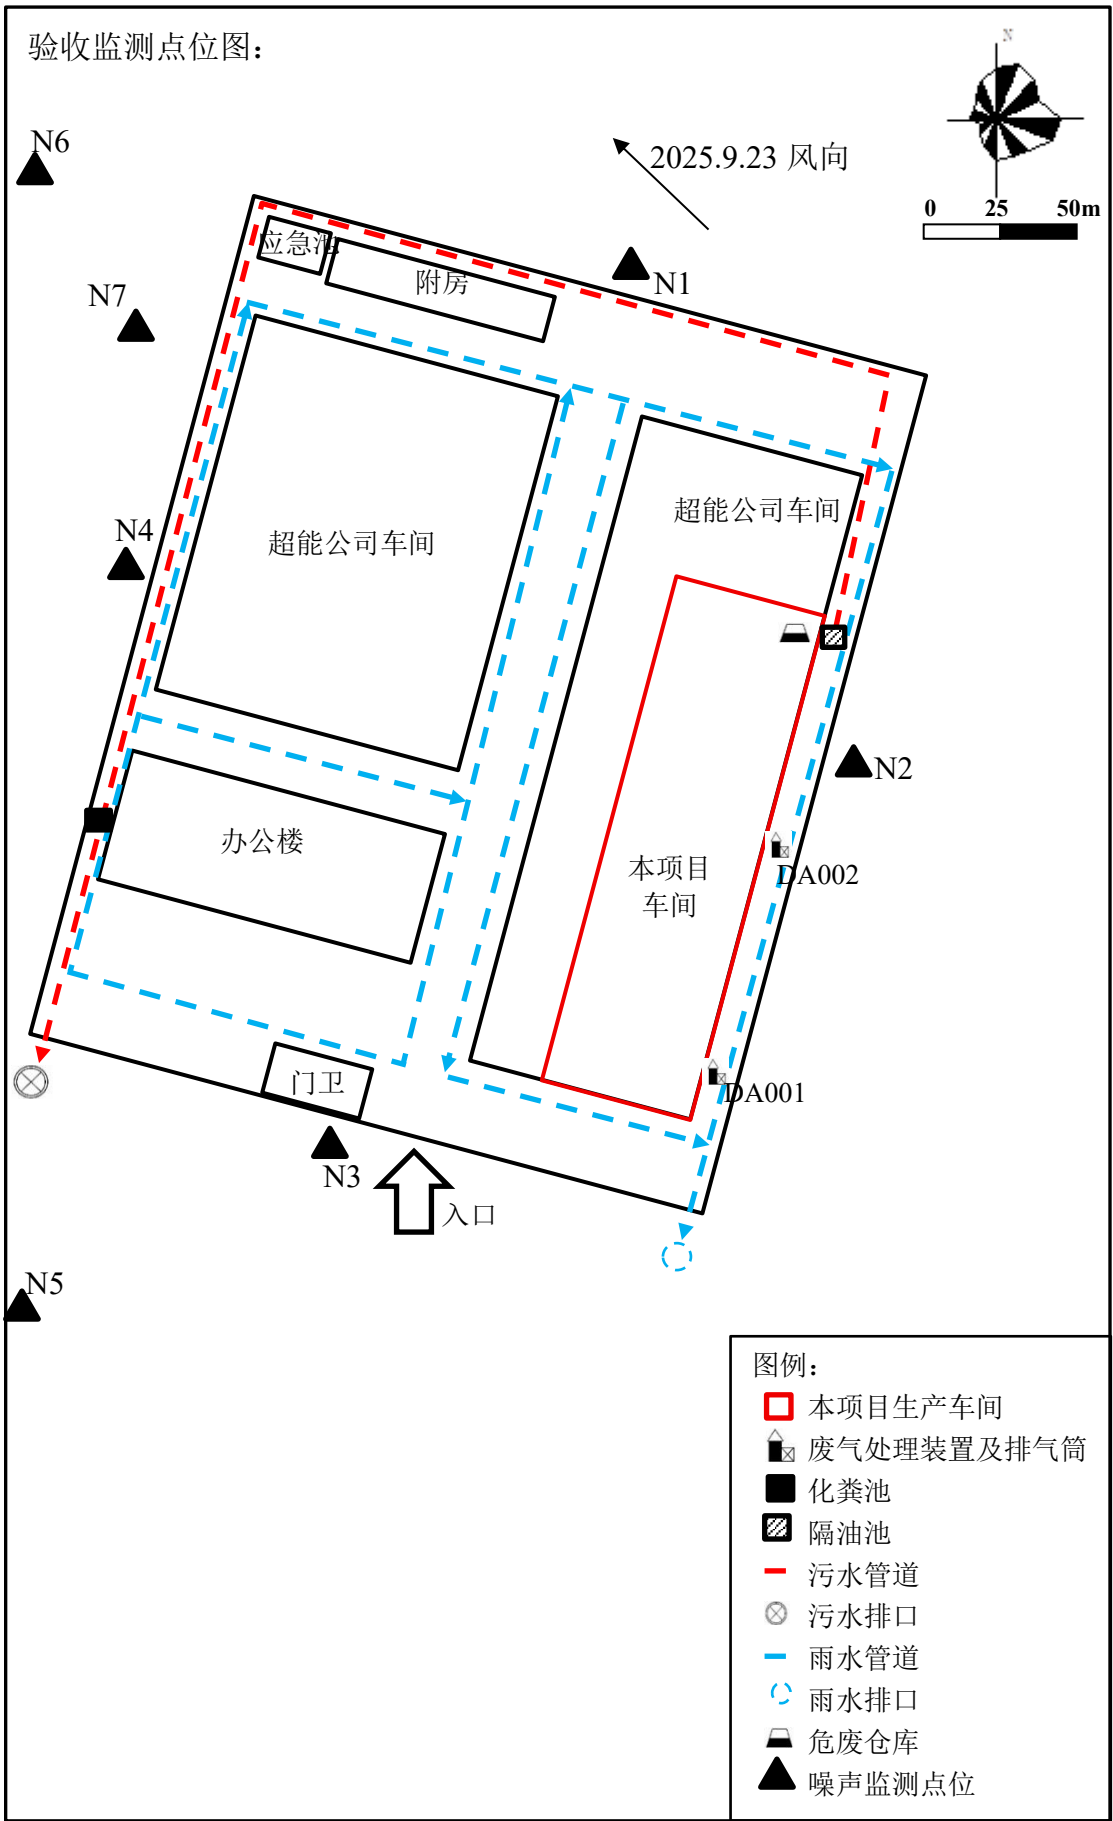 验收监测点位图：
N
N6
2025.9.23 风向
0 25 50m
应急池
附房
N1
N7
超能公司车间
N4
超能公司车间
N2
办公楼
本项目
车间
DA002
门卫
DA001
N3
入口
N5
图例：
本项目生产车间
废气处理装置及排气筒
化粪池
隔油池
污水管道
污水排口
雨水管道
雨水排口
危废仓库
噪声监测点位